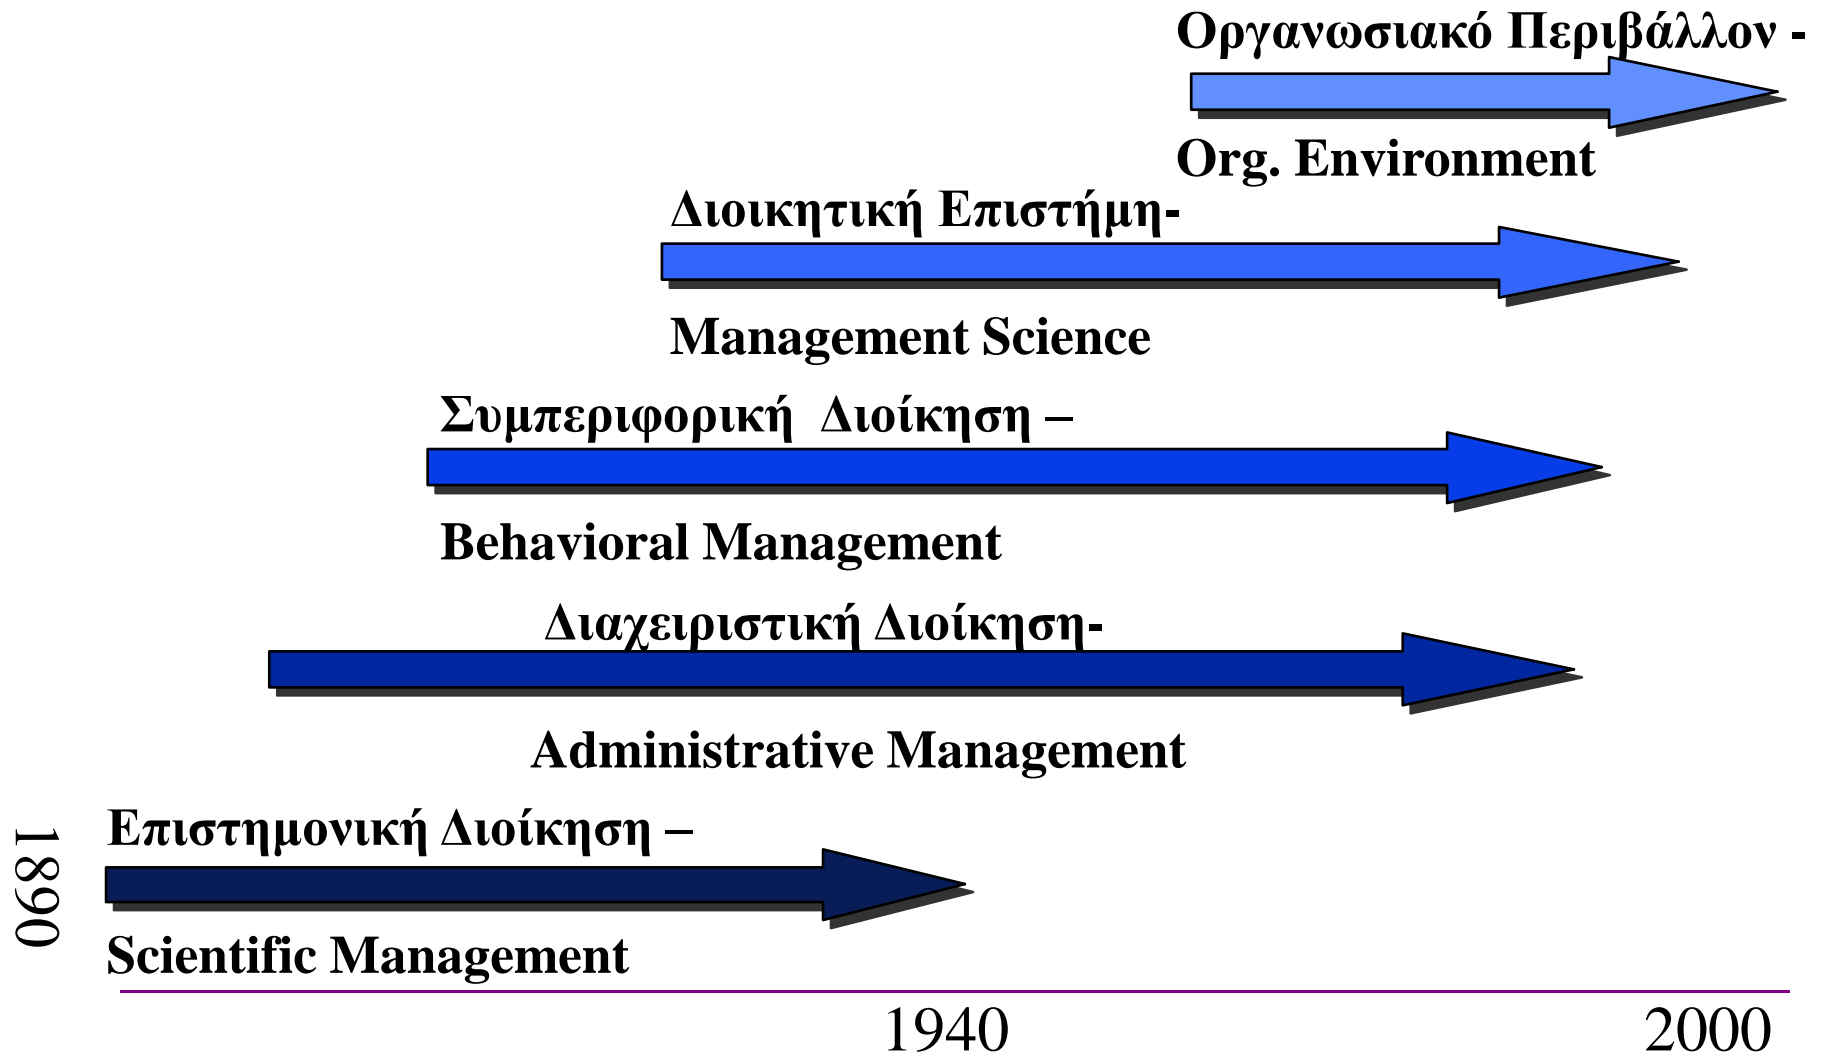 Οργανωσιακό Περιβάλλον -
Org. Environment
Διοικητική Επιστήμη-
Management Science
Συμπεριφορική Διοίκηση –
Behavioral Management
Διαχειριστική Διοίκηση-
Administrative Management
Επιστημονική Διοίκηση –
Scientific Management
1890
1940
2000